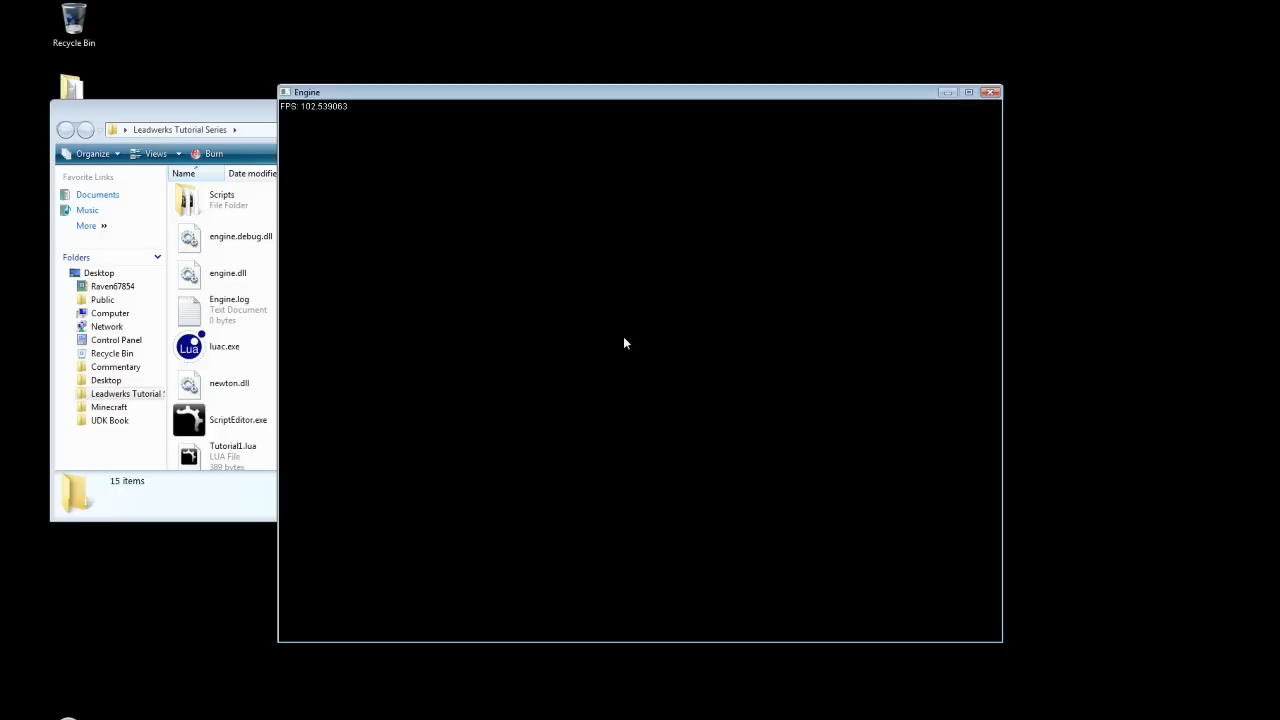 Recycle Bin
Engine
FPS: 102.539063
Leadwerks Tutorial Series
Organize
Views
Burn
Favorite Links
Documents
Music
More
Folders
Desktop
Raven67854
Public
Computer
Network
Control Panel
Recycle Bin
Commentary
Desktop
Leadwerks Tutorial
Minecraft
UDK Book
Name
Date modifie
Scripts
File Folder
engine.debug.dll
engine.dll
Engine.log
Text Document
0 bytes
Lua
luac.exe
newton.dll
ScriptEditor.exe
Tutorial1.lua
LUA File
389 bytes
15 items